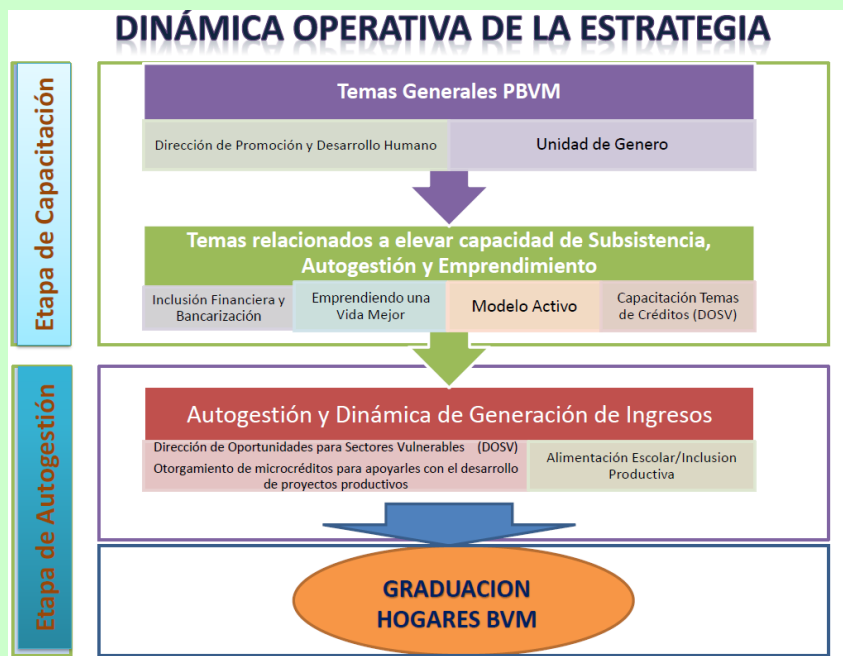 DINÁMICA OPERATIVA DE LA ESTRATEGIA
Etapa de Capacitación
Temas Generales PBVM
Dirección de Promoción y Desarrollo Humano
Unidad de Genero
Temas relacionados a elevar capacidad de Subsistencia,
Autogestión y Emprendimiento
Inclusión Financiera y
Bancarización
Emprendiendo una
Vida Mejor
Modelo Activo
Capacitación Temas
de Créditos (DOSV)
Etapa de Autogestión
Autogestión y Dinámica de Generación de Ingresos
Dirección de Oportunidades para Sectores Vulnerables (DOSV)
Otorgamiento de microcréditos para apoyarles con el desarrollo
de proyectos productivos
Alimentación Escolar/Inclusion
Productiva
GRADUACION
HOGARES BVM